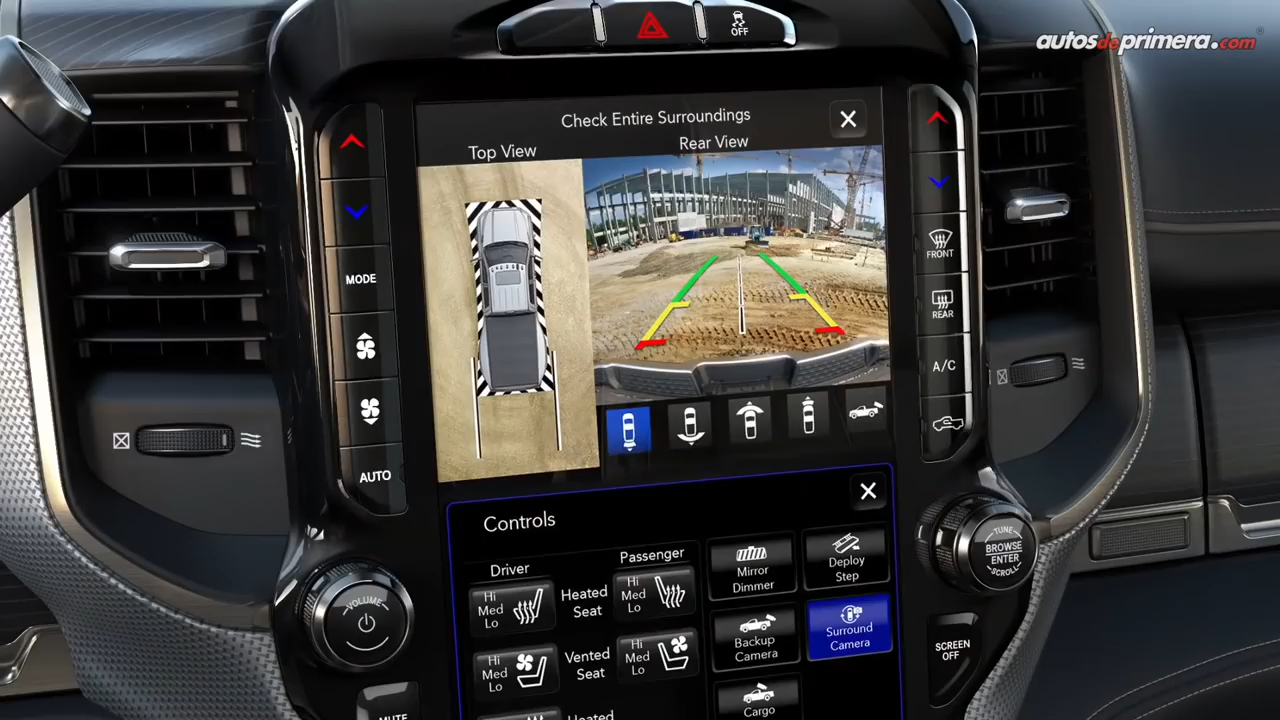 OFF
autosdeprimera.com
Check Entire Surroundings
Top View
Rear View
MODE
FRONT
REAR
A/C
AUTO
Controls
Driver
Passenger
Hi
Med
Lo
Heated
Seat
Hi
Med
Lo
Mirror
Dimmer
Deploy
Step
Hi
Med
Lo
Vented
Seat
Hi
Med
Lo
Backup
Camera
Surround
Camera
Heated
Cargo
VOLUME
MUTE
TUNE
BROWSE
ENTER
SCROLL
SCREEN
OFF